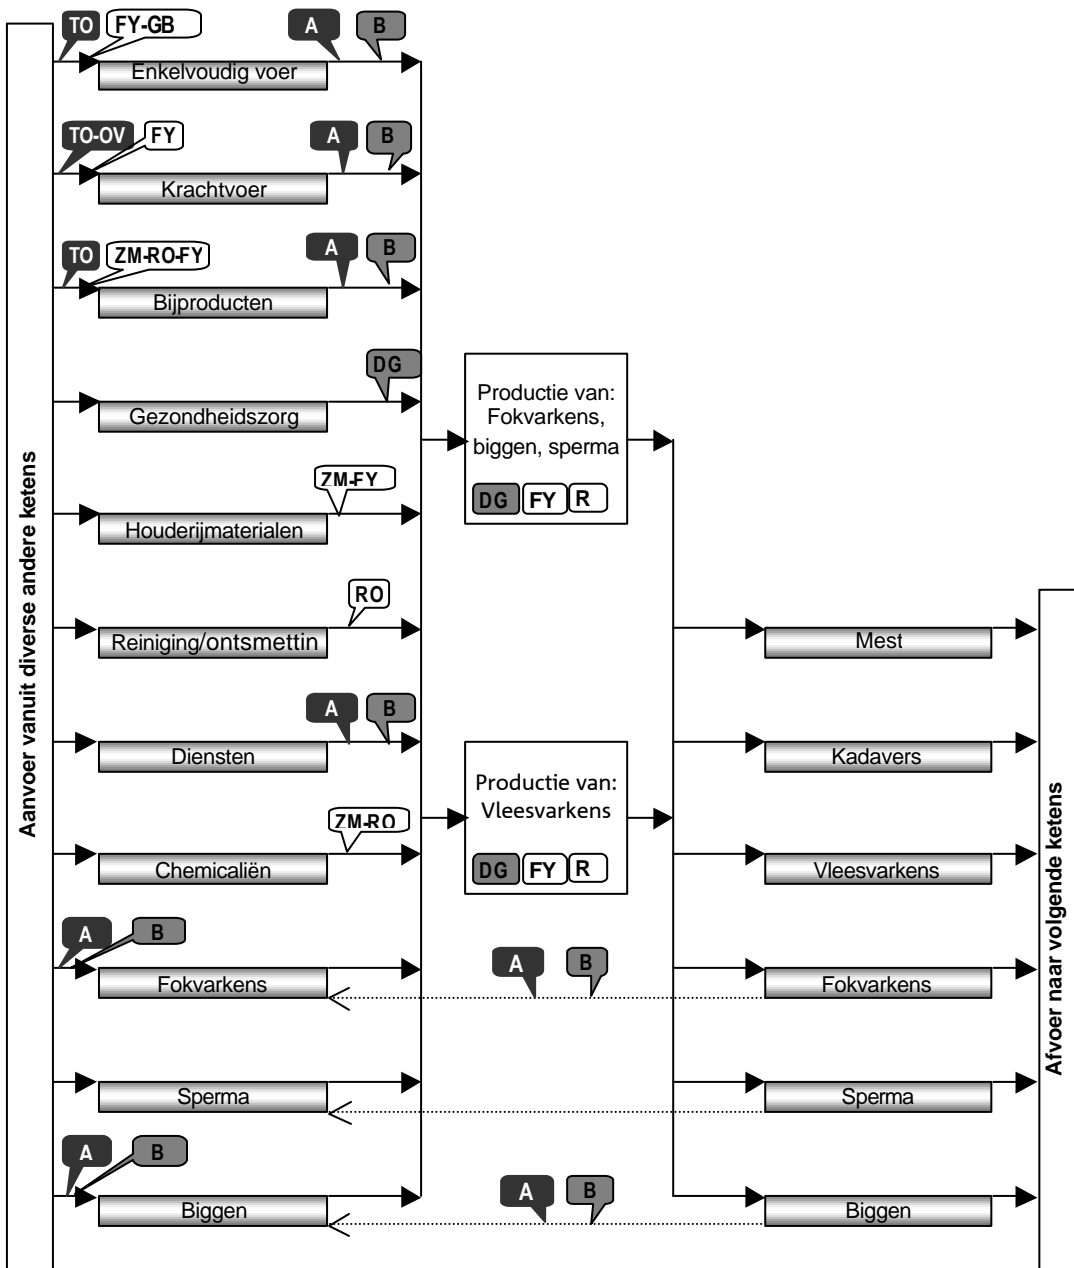 Aanvoer vanuit diverse andere ketens
TO FY-GB A B
Enkelvoudig voer
TO-OV FY A B
Krachtvoer
TO ZM-RO-FY A B
Bijproducten
DG
Gezondheidszorg
ZM-FY
Houderijmaterialen
RO
Reiniging/ontsmettin
A B
Diensten
ZM-RO
Chemicaliën
A B
Fokvarkens
Sperma
A B
Biggen
Productie van:
Fokvarkens,
biggen, sperma
DG FY R
Productie van:
Vleesvarkens
DG FY R
A B
A B
Mest
Kadavers
Vleesvarkens
Fokvarkens
Sperma
Biggen
Afvoer naar volgende ketens